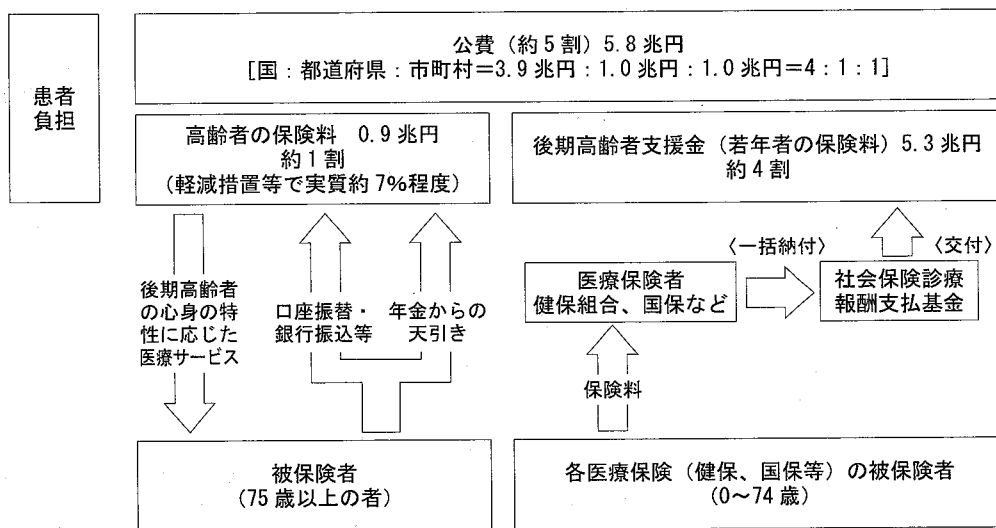 患者
負担
公費（約5割）5.8兆円
[国：都道府県：市町村＝3.9兆円：1.0兆円：1.0兆円＝4：1：1]
高齢者の保険料　0.9兆円
約1割
（軽減措置等で実質約7%程度）
後期高齢者支援金（若年者の保険料）5.3兆円
約4割
後期高齢者
の心身の特
性に応じた
医療サービス
口座振替・
銀行振込等
年金からの
天引き
医療保険者
健保組合、国保など
〈一括納付〉
〈交付〉
社会保険診療
報酬支払基金
保険料
被保険者
（75歳以上の者）
各医療保険（健保、国保等）の被保険者
（0～74歳）